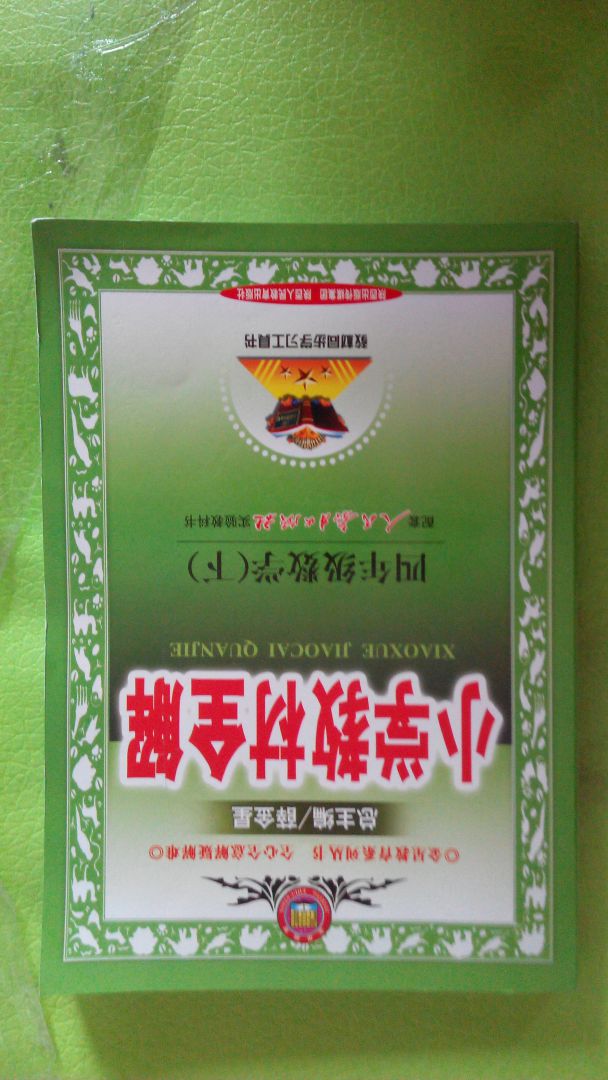 ◎金星教育系列丛书 全心全意解疑解难◎
总主编/薛金星
小学教材全解
XIAOXUE JIAOCAI QUANJIE
四年级数学(下)
配套人民教育出版社实验教科书
教材同步学习工具书
陕西出版传媒集团 陕西人民教育出版社